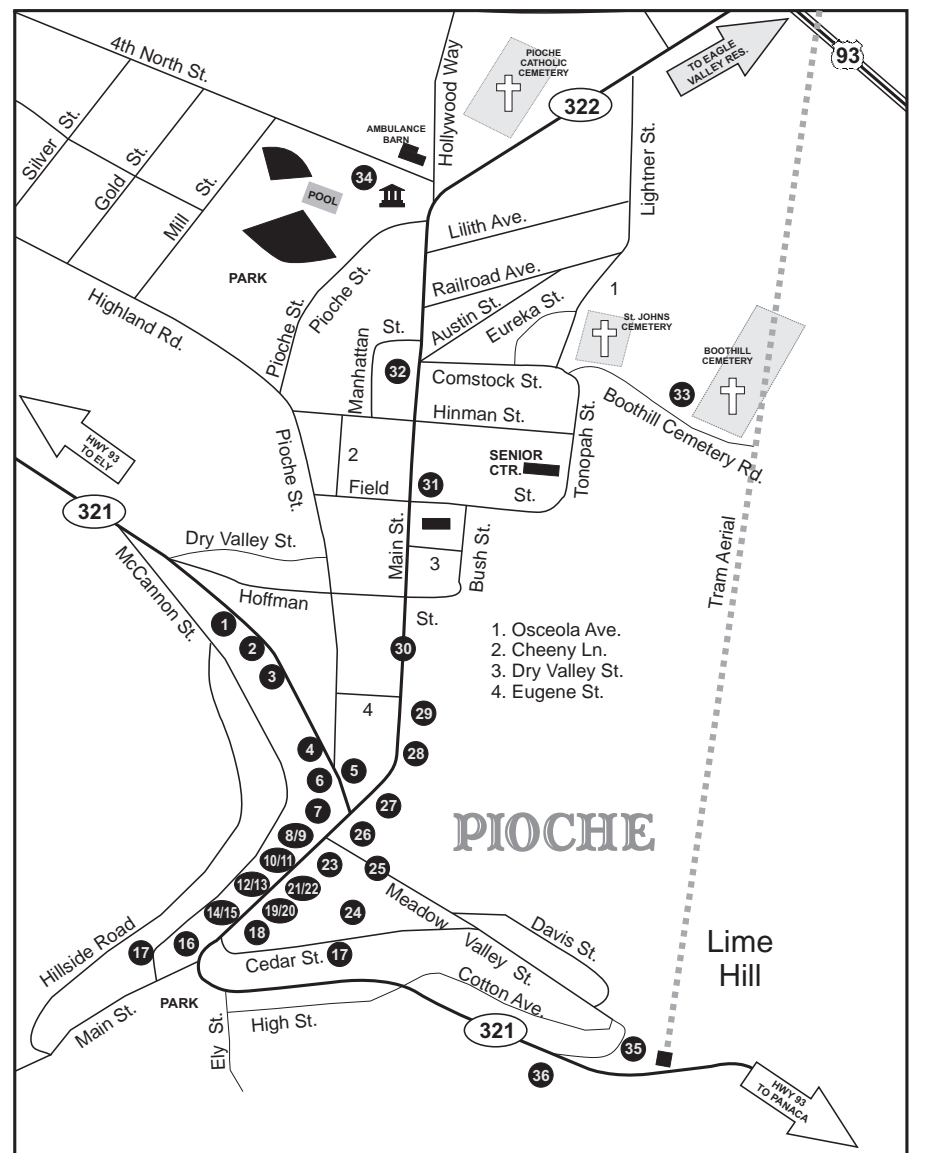 4th North St.
Hollywood Way
PIOCHE
CATHOLIC
CEMETERY
TO EAGLE
VALLEY RES.
93
322
AMBULANCE
BARN
Silver St.
Gold St.
Mill St.
34
POOL
Lightner St.
Lilith Ave.
PARK
Pioche St.
Pioche St.
Railroad Ave.
Highland Rd.
Austin St.
Eureka St.
1
St. JOHNS
CEMETERY
Manhattan
St.
32
BOOTHILL
CEMETERY
Comstock St.
33
Hinman St.
Boothill Cemetery Rd.
HWY 93
TO ELY
Pioche St.
2
SENIOR
CTR.
Tonopah St.
Field
31
St.
321
Main St.
Bush St.
Dry Valley St.
3
McCannon St.
Hoffman
St.
Tram Aerial
1
2
3
30
1. Osceola Ave.
2. Cheeny Ln.
3. Dry Valley St.
4. Eugene St.
4
29
28
4
5
6
7
27
26
PIOCHE
8/9
10/11
23
25
12/13
21/22
14/15
19/20
24
18
Meadow
Valley St.
Davis St.
Hillside Road
17
16
Cedar St.
17
Lime
Hill
PARK
Cotton Ave.
Main St.
Ely St.
High St.
321
35
36
HWY 93
TO PANACA